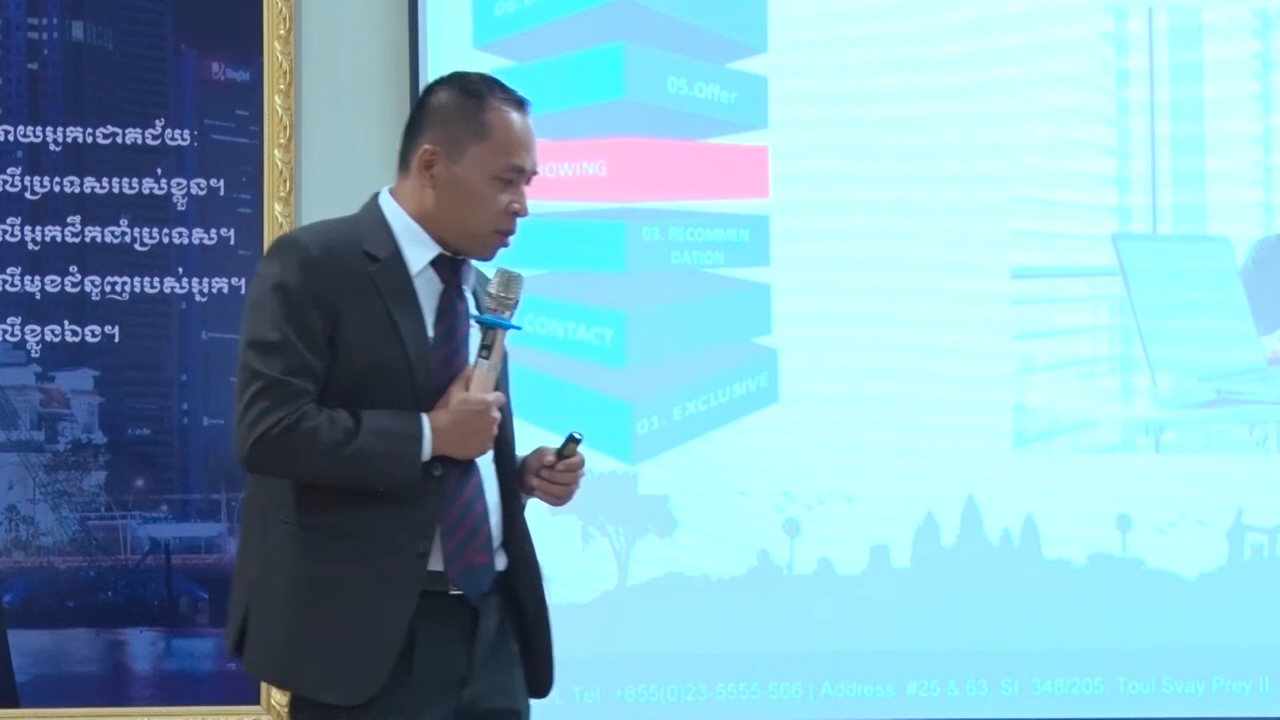 SingTel
អ្នកជោគជ័យ:
លើប្រទេសរបស់ខ្លួន។
លើអ្នកដឹកនាំប្រទេស។
លើមុខជំនួញរបស់អ្នក។
លើខ្លួនឯង។
05.Offer
03. RECOMMEN
DATION
CONTACT
01. EXCLUSIVE
Tel: +855(0)23-5555-566 | Address #25 & 63, St. 348/205, Toul Svay Prey II